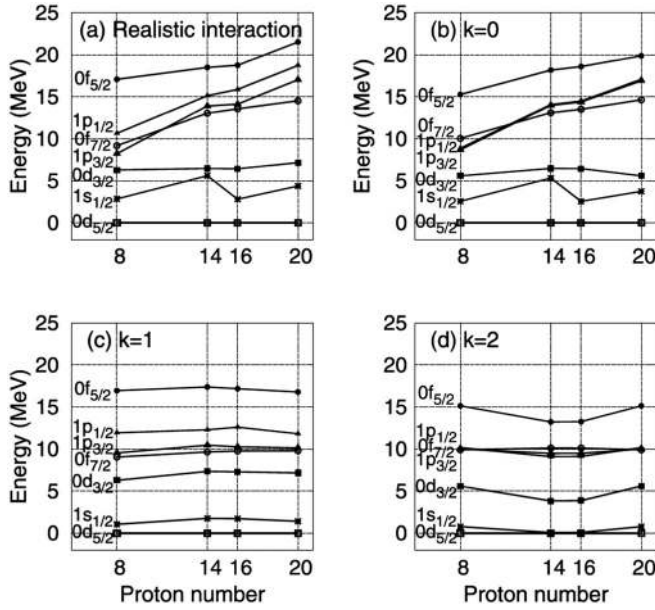 (a) Realistic interaction
Energy (MeV)
25
20
15
10
5
0
0f5/2
1p1/2
0f7/2
1p3/2
0d3/2
1s1/2
0d5/2
8
14
16
20
(b) k=0
Energy (MeV)
25
20
15
10
5
0
0f5/2
0f7/2
1p1/2
1p3/2
0d3/2
1s1/2
0d5/2
8
14
16
20
(c) k=1
Energy (MeV)
25
20
15
10
5
0
0f5/2
1p1/2
1p3/2
0f7/2
0d3/2
1s1/2
0d5/2
8
14
16
20
Proton number
(d) k=2
Energy (MeV)
25
20
15
10
5
0
0f5/2
1p1/2
0f7/2
1p3/2
0d3/2
1s1/2
0d5/2
8
14
16
20
Proton number